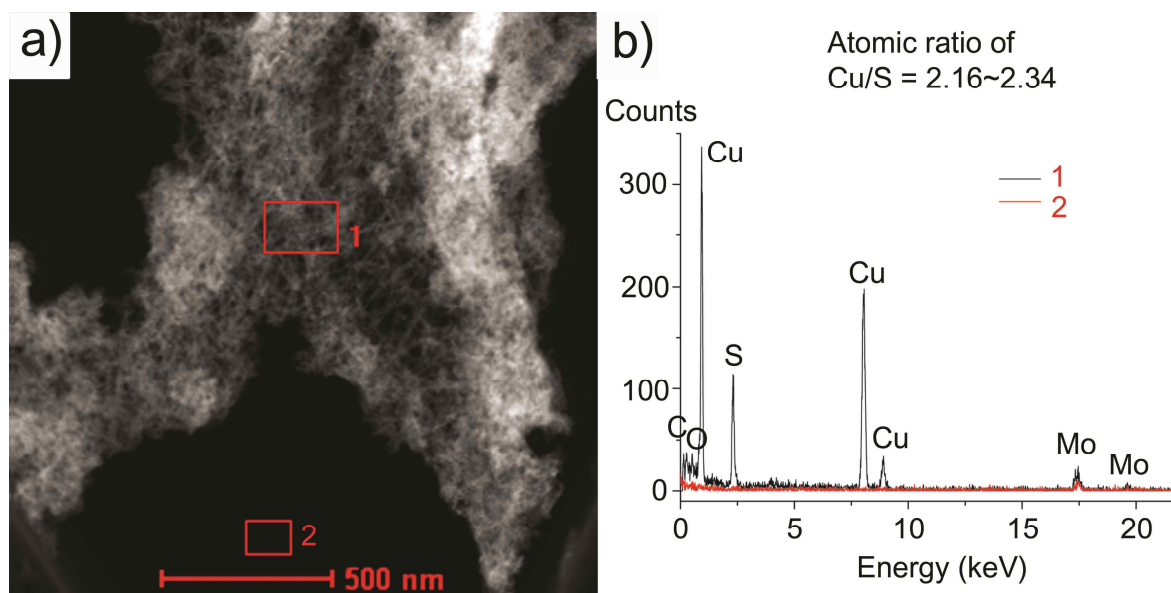 a)
1
2
500 nm
b)
Atomic ratio of
Cu/S = 2.16~2.34
Counts
300
200
100
0
Cu
1
2
Cu
S
C
O
Cu
Mo
Mo
0
5
10
15
20
Energy (keV)